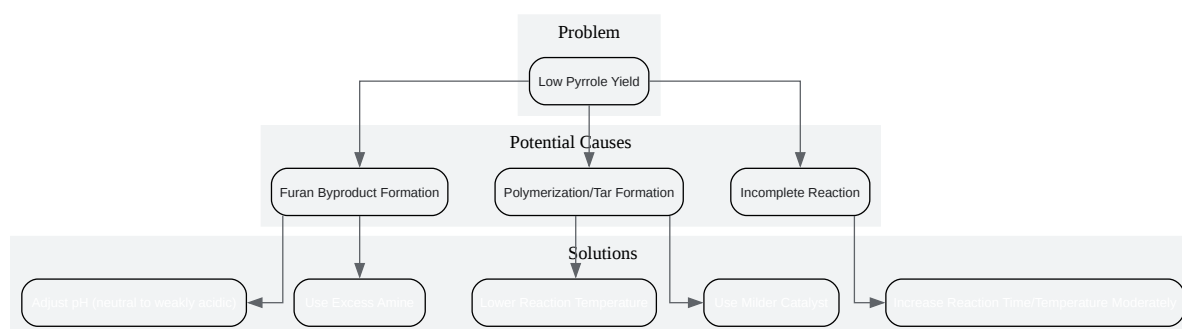 Problem
Low Pyrrole Yield
Potential Causes
Furan Byproduct Formation
Polymerization/Tar Formation
Incomplete Reaction
Solutions
Adjust pH (neutral to weakly acidic)
Use Excess Amine
Lower Reaction Temperature
Use Milder Catalyst
Increase Reaction Time/Temperature Moderately